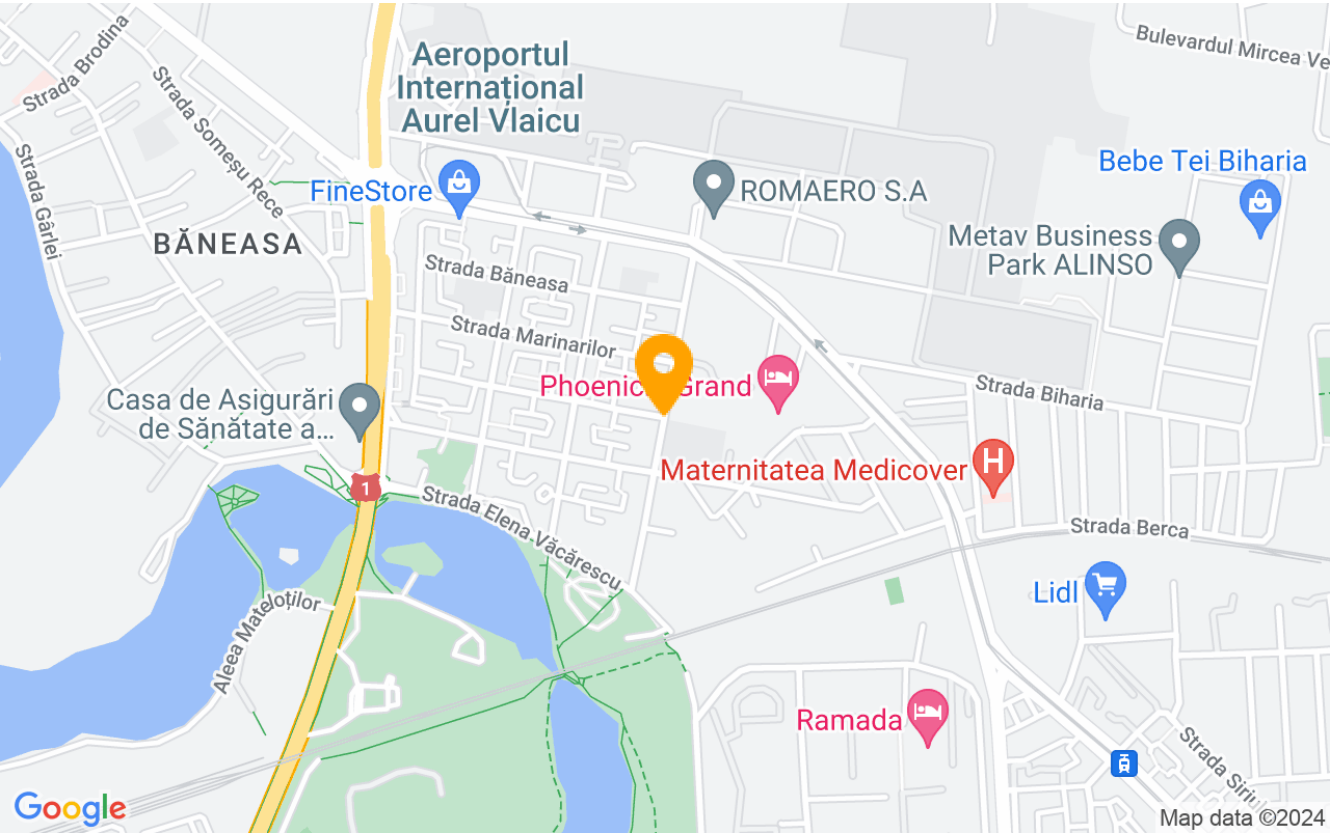 Strada Brodina
Aeroportul
Internațional
Aurel Vlaicu
Bulevardul Mircea Ve
Strada Someșu Rece
Strada Gârlei
FineStore
ROMAERO S.A
Bebe Tei Biharia
BĂNEASA
Metav Business
Park ALINSO
Strada Băneasa
Strada Marinarilor
Phoenicia Grand
Casa de Asigurări
de Sănătate a...
Strada Biharia
Maternitatea Medicover
H
1
Strada Elena Văcărescu
Strada Berca
Lidl
Aleea Mateloților
Ramada
Strada Siriul
Google
Map data ©2024